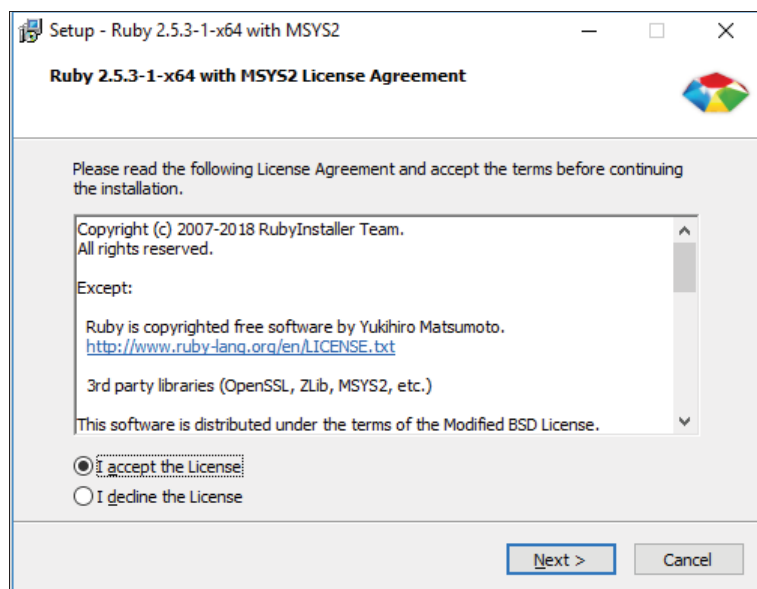 Setup - Ruby 2.5.3-1-x64 with MSYS2
Ruby 2.5.3-1-x64 with MSYS2 License Agreement
Please read the following License Agreement and accept the terms before continuing
the installation.
Copyright (c) 2007-2018 RubyInstaller Team.
All rights reserved.
Except:
Ruby is copyrighted free software by Yukihiro Matsumoto.
http://www.ruby-lang.org/en/LICENSE.txt
3rd party libraries (OpenSSL, ZLib, MSYS2, etc.)
This software is distributed under the terms of the Modified BSD License.
I accept the License
I decline the License
Next >
Cancel